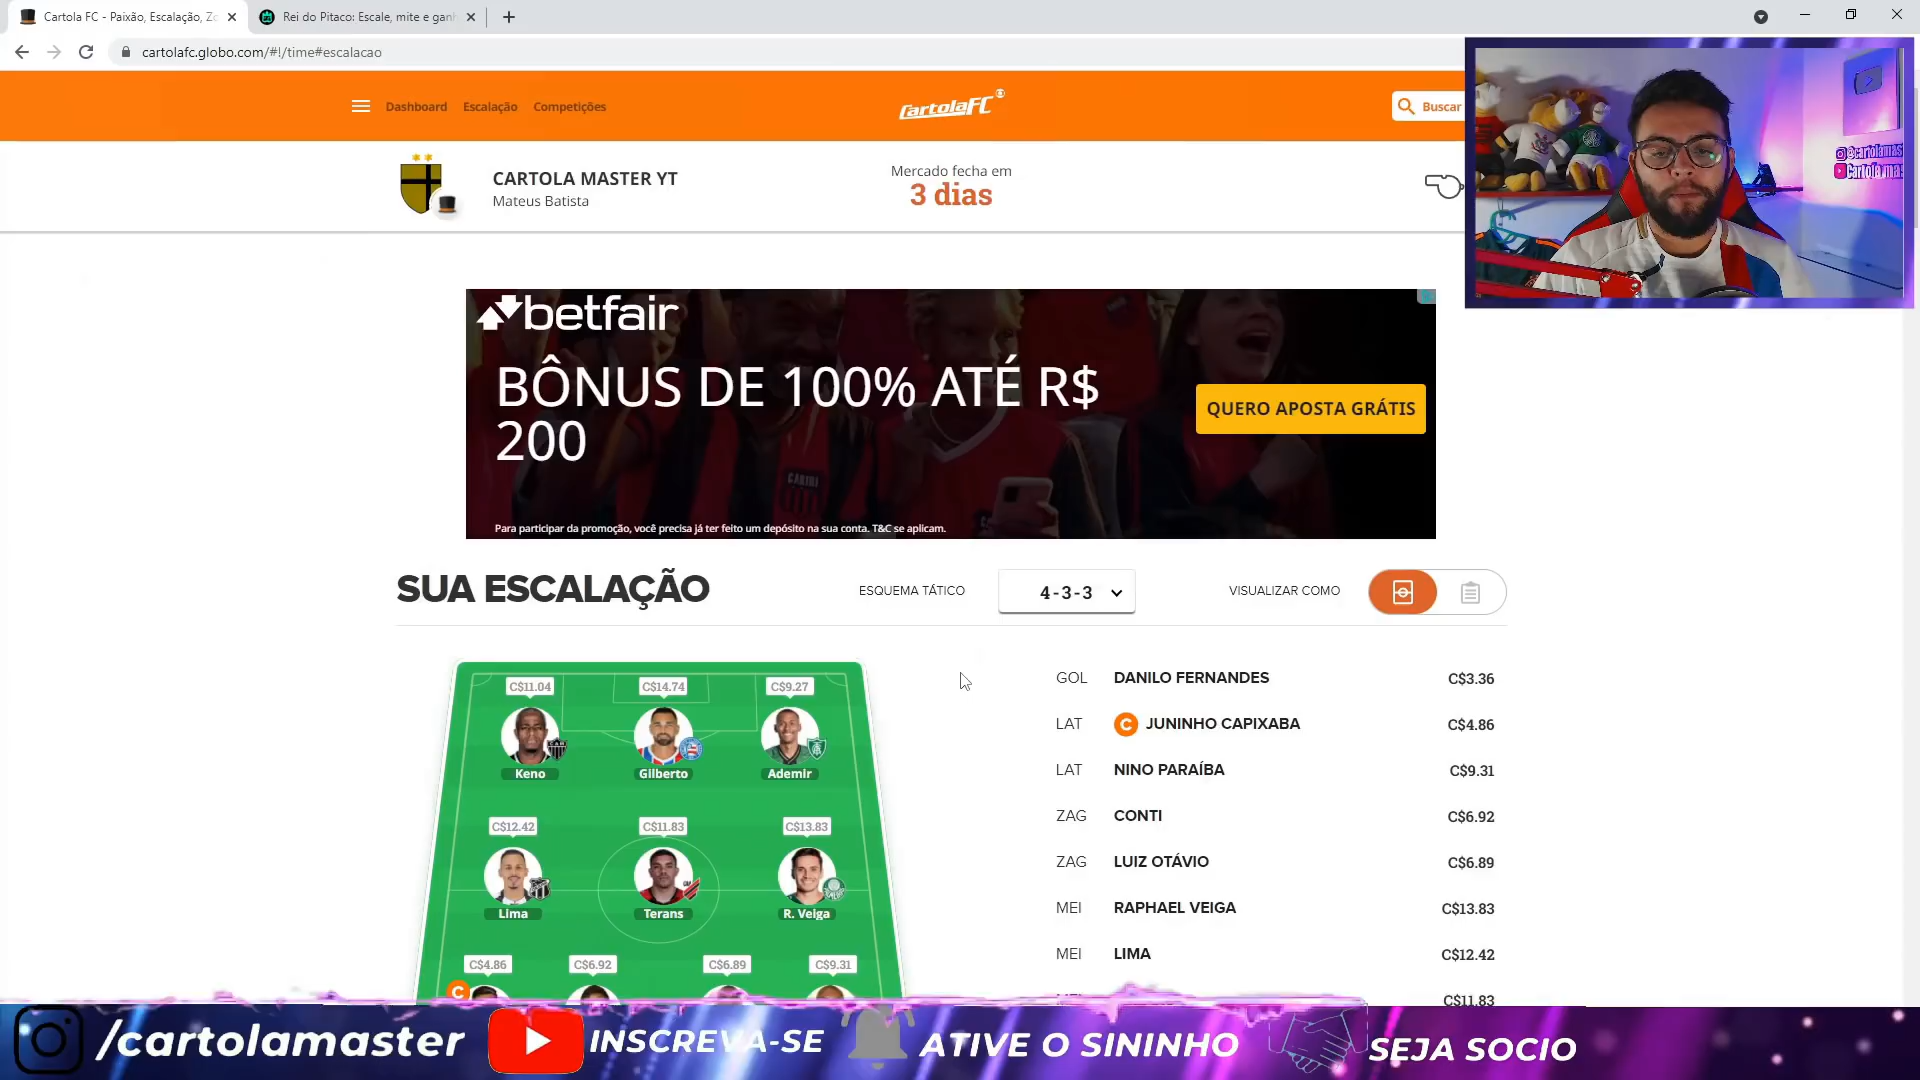 Cartola FC - Paixão, Escalação, Zo
Rei do Pitaco: Escale, mite e ganh
cartolafc.globo.com/#!/time#escalacao
Dashboard
Escalação
Competições
CartolaFC
Buscar
CARTOLA MASTER YT
Mateus Batista
Mercado fecha em
3 dias
@cartolamas
Cartola mas
betfair
BÔNUS DE 100% ATÉ R$
200
QUERO APOSTA GRÁTIS
Para participar da promoção, você precisa já ter feito um depósito na sua conta. T&C se aplicam.
SUA ESCALAÇÃO
ESQUEMA TÁTICO
4-3-3
VISUALIZAR COMO
C$11.04
C$14.74
C$9.27
Keno
Gilberto
Ademir
C$12.42
C$11.83
C$13.83
Lima
Terans
R. Veiga
C$4.86
C$6.92
C$6.89
C$9.31
C
GOL DANILO FERNANDES C$3.36
LAT C JUNINHO CAPIXABA C$4.86
LAT NINO PARAÍBA C$9.31
ZAG CONTI C$6.92
ZAG LUIZ OTÁVIO C$6.89
MEI RAPHAEL VEIGA C$13.83
MEI LIMA C$12.42
C$11.83
/cartolamaster
INSCREVA-SE
ATIVE O SININHO
SEJA SOCIO